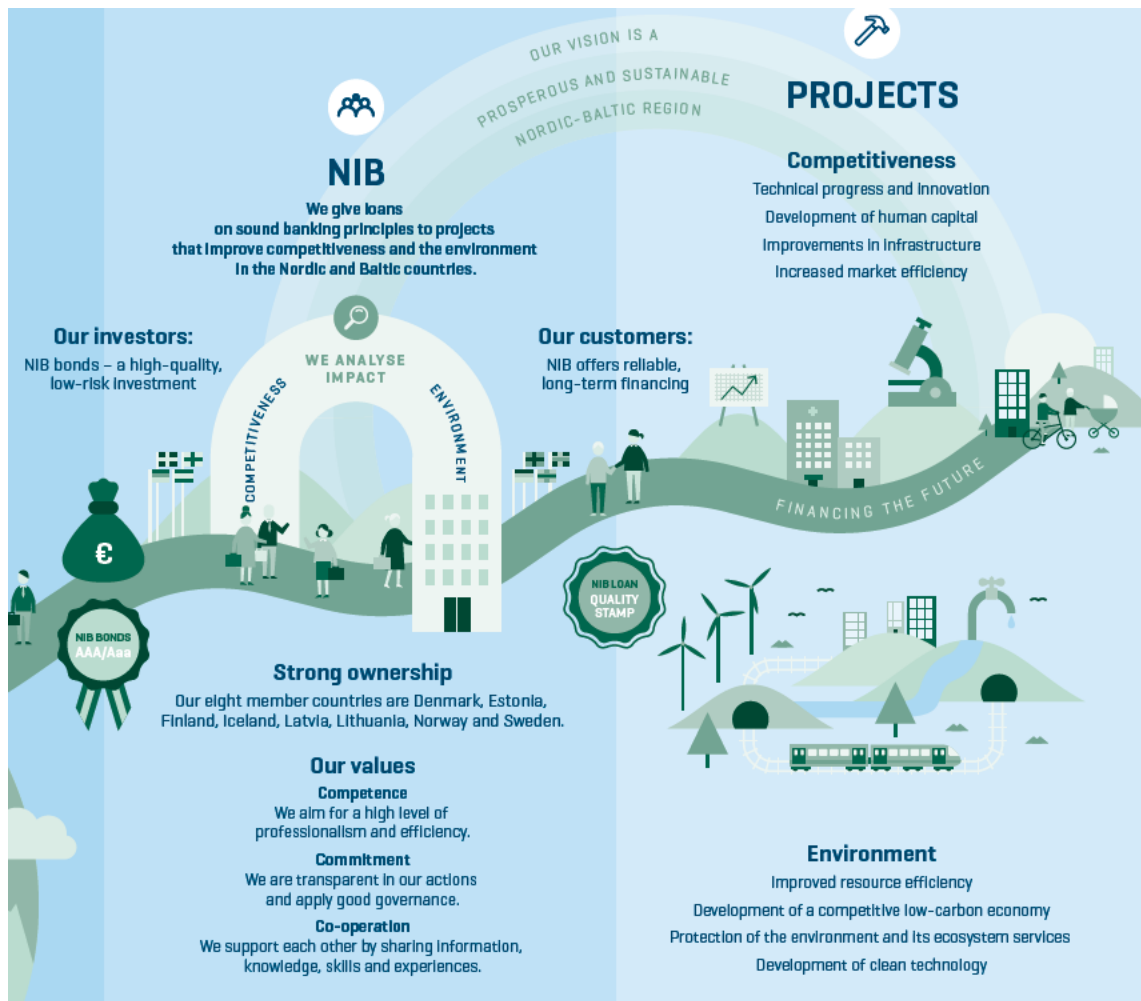 OUR VISION IS A
PROSPEROUS AND SUSTAINABLE
NORDIC-BALTIC REGION
NIB
We give loans
on sound banking principles to projects
that improve competitiveness and the environment
in the Nordic and Baltic countries.
PROJECTS
Competitiveness
Technical progress and innovation
Development of human capital
Improvements in infrastructure
Increased market efficiency
Our investors:
NIB bonds – a high-quality,
low-risk investment
WE ANALYSE
IMPACT
COMPETITIVENESS
ENVIRONMENT
Our customers:
NIB offers reliable,
long-term financing
€
FINANCING THE FUTURE
NIB BONDS
AAA/Aaa
NIB LOAN
QUALITY
STAMP
Strong ownership
Our eight member countries are Denmark, Estonia,
Finland, Iceland, Latvia, Lithuania, Norway and Sweden.
Our values
Competence
We aim for a high level of
professionalism and efficiency.
Commitment
We are transparent in our actions
and apply good governance.
Co-operation
We support each other by sharing information,
knowledge, skills and experiences.
Environment
Improved resource efficiency
Development of a competitive low-carbon economy
Protection of the environment and its ecosystem services
Development of clean technology